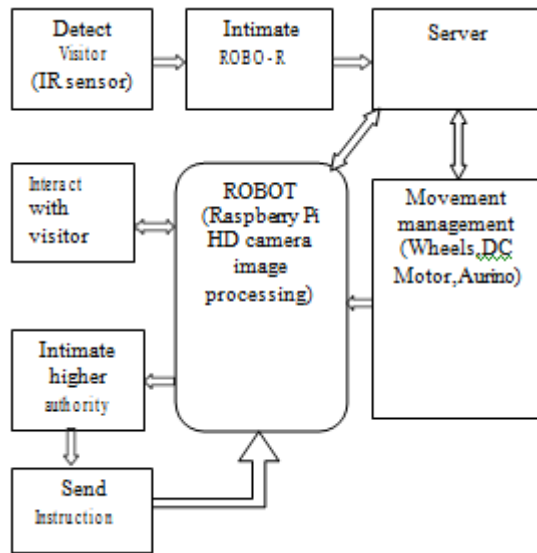 Detect
Visitor
(IR sensor)
Intimate
ROBO-R
Server
Interact
with
visitor
ROBOT
(Raspberry Pi
HD camera
image
processing)
Movement
management
(Wheels,DC
Motor,Aurino)
Intimate
higher
authority
Send
Instruction